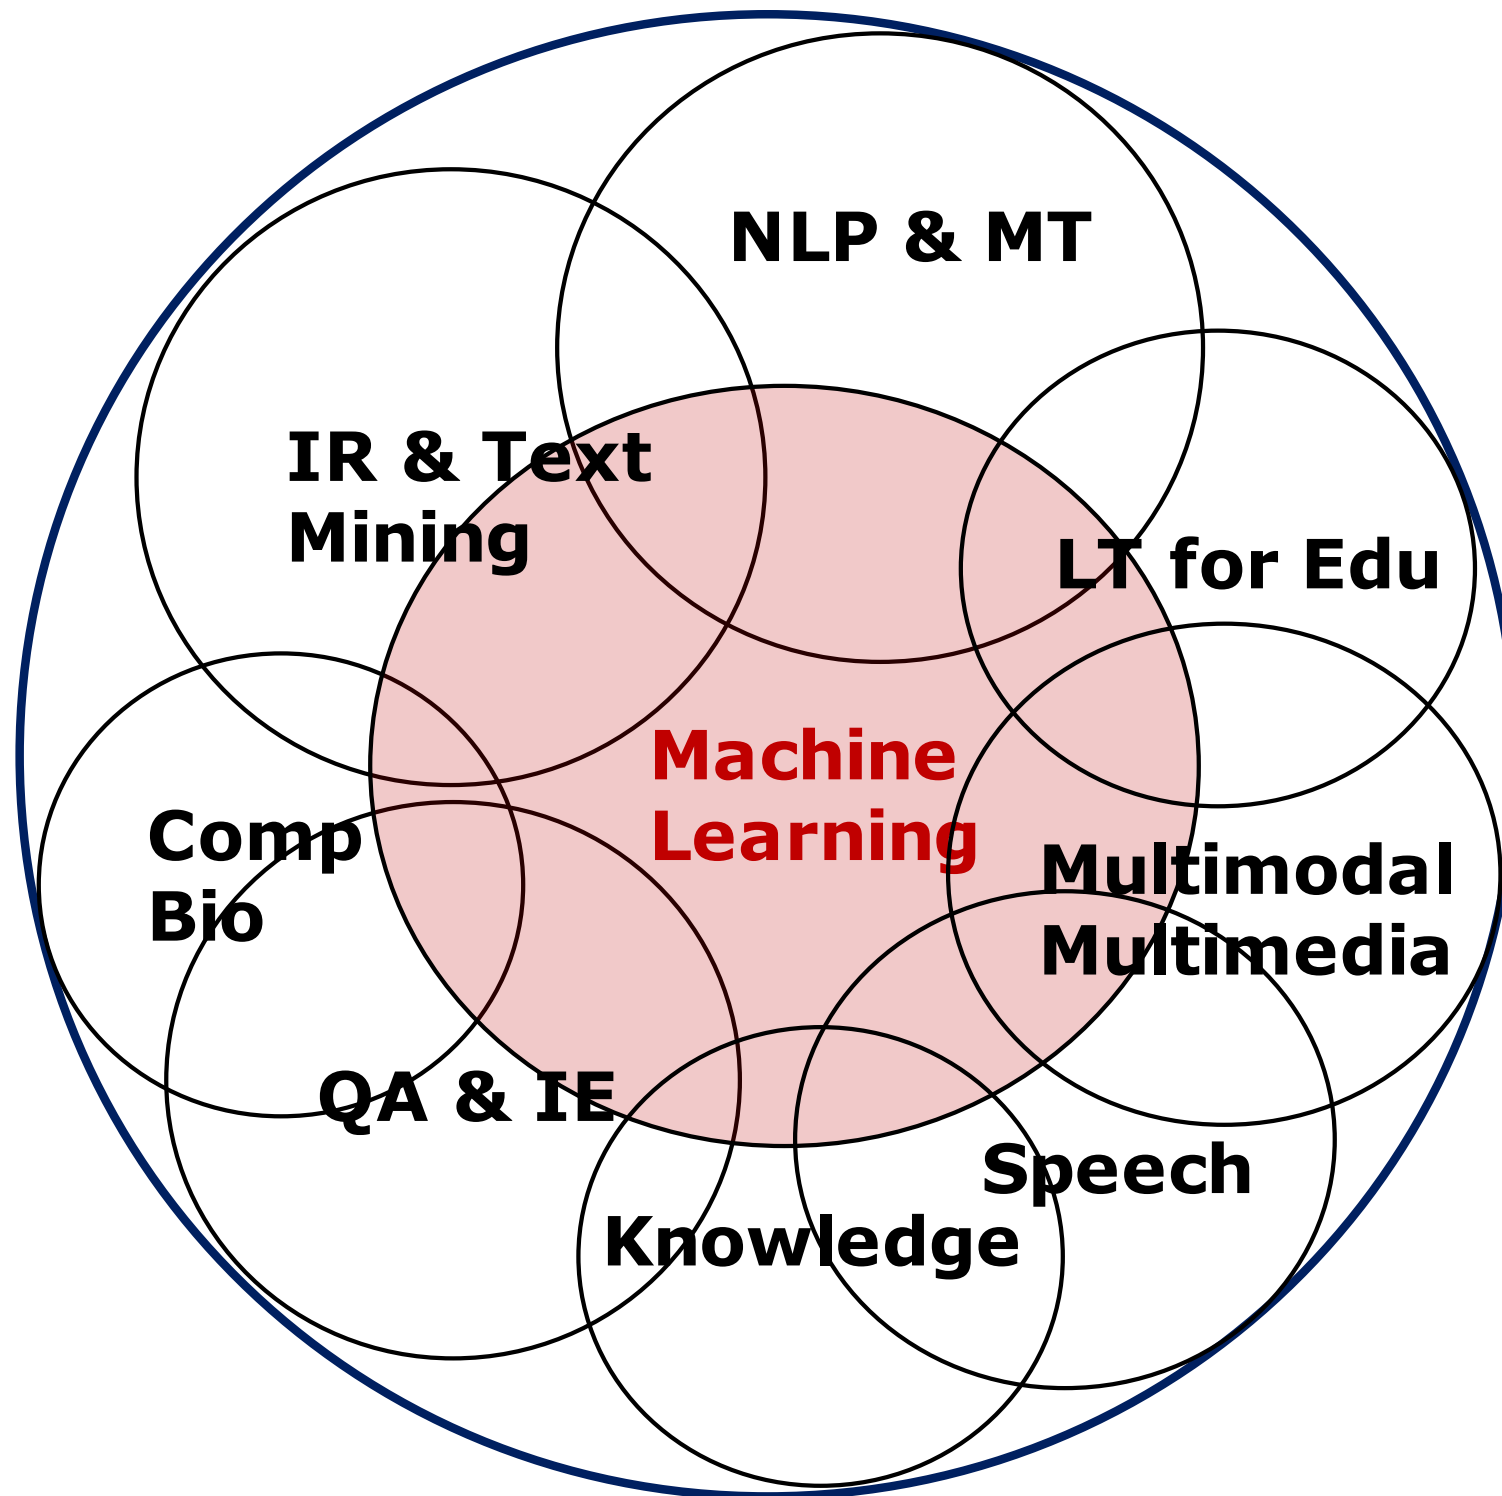 NLP & MT
IR & Text
Mining
LT for Edu
Machine
Learning
Comp
Bio
Multimodal
Multimedia
QA & IE
Speech
Knowledge